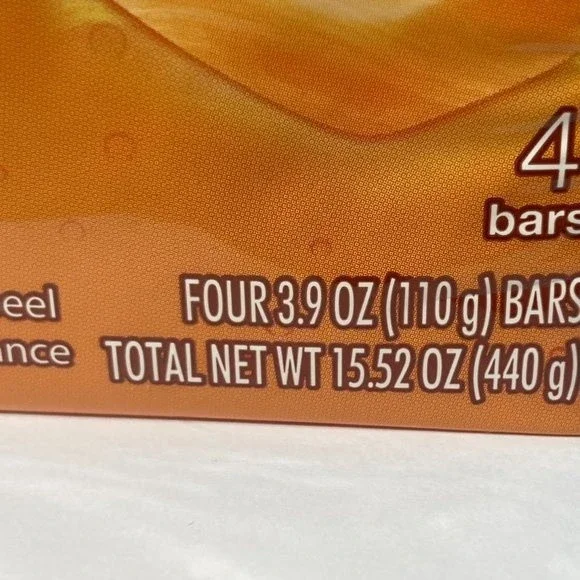 4
bars
eel
FOUR 3.9 OZ (110 g) BARS
ance
TOTAL NET WT 15.52 OZ (440 g)